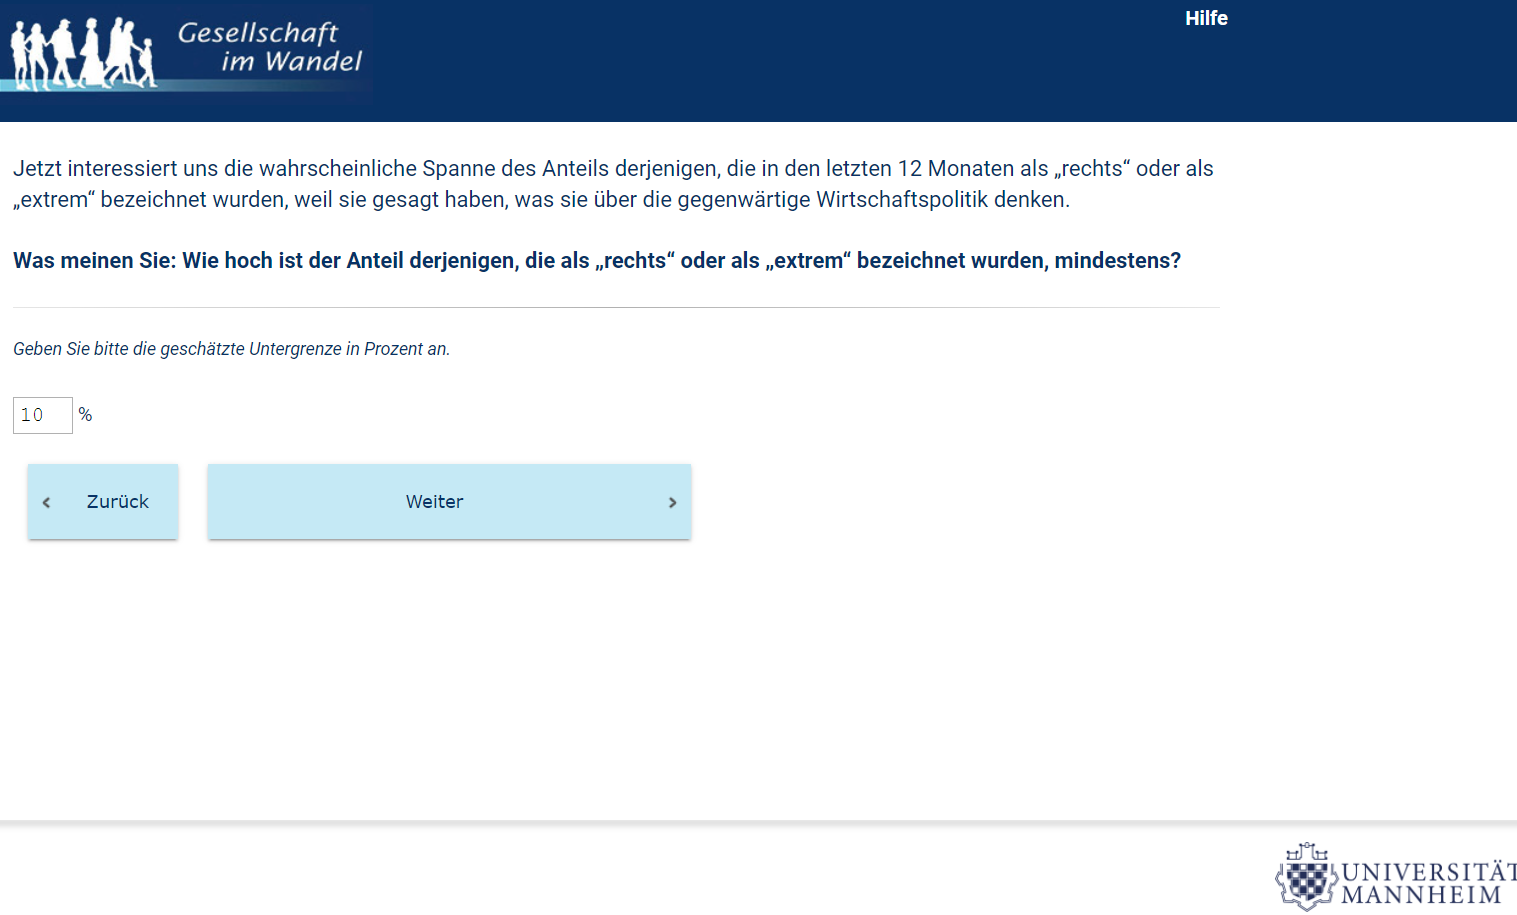 Gesellschaft
im Wandel
Hilfe
Jetzt interessiert uns die wahrscheinliche Spanne des Anteils derjenigen, die in den letzten 12 Monaten als „rechts“ oder als
„extrem“ bezeichnet wurden, weil sie gesagt haben, was sie über die gegenwärtige Wirtschaftspolitik denken.
Was meinen Sie: Wie hoch ist der Anteil derjenigen, die als „rechts“ oder als „extrem“ bezeichnet wurden, mindestens?
Geben Sie bitte die geschätzte Untergrenze in Prozent an.
10 %
Zurück
Weiter
UNIVERSITÄT
MANNHEIM